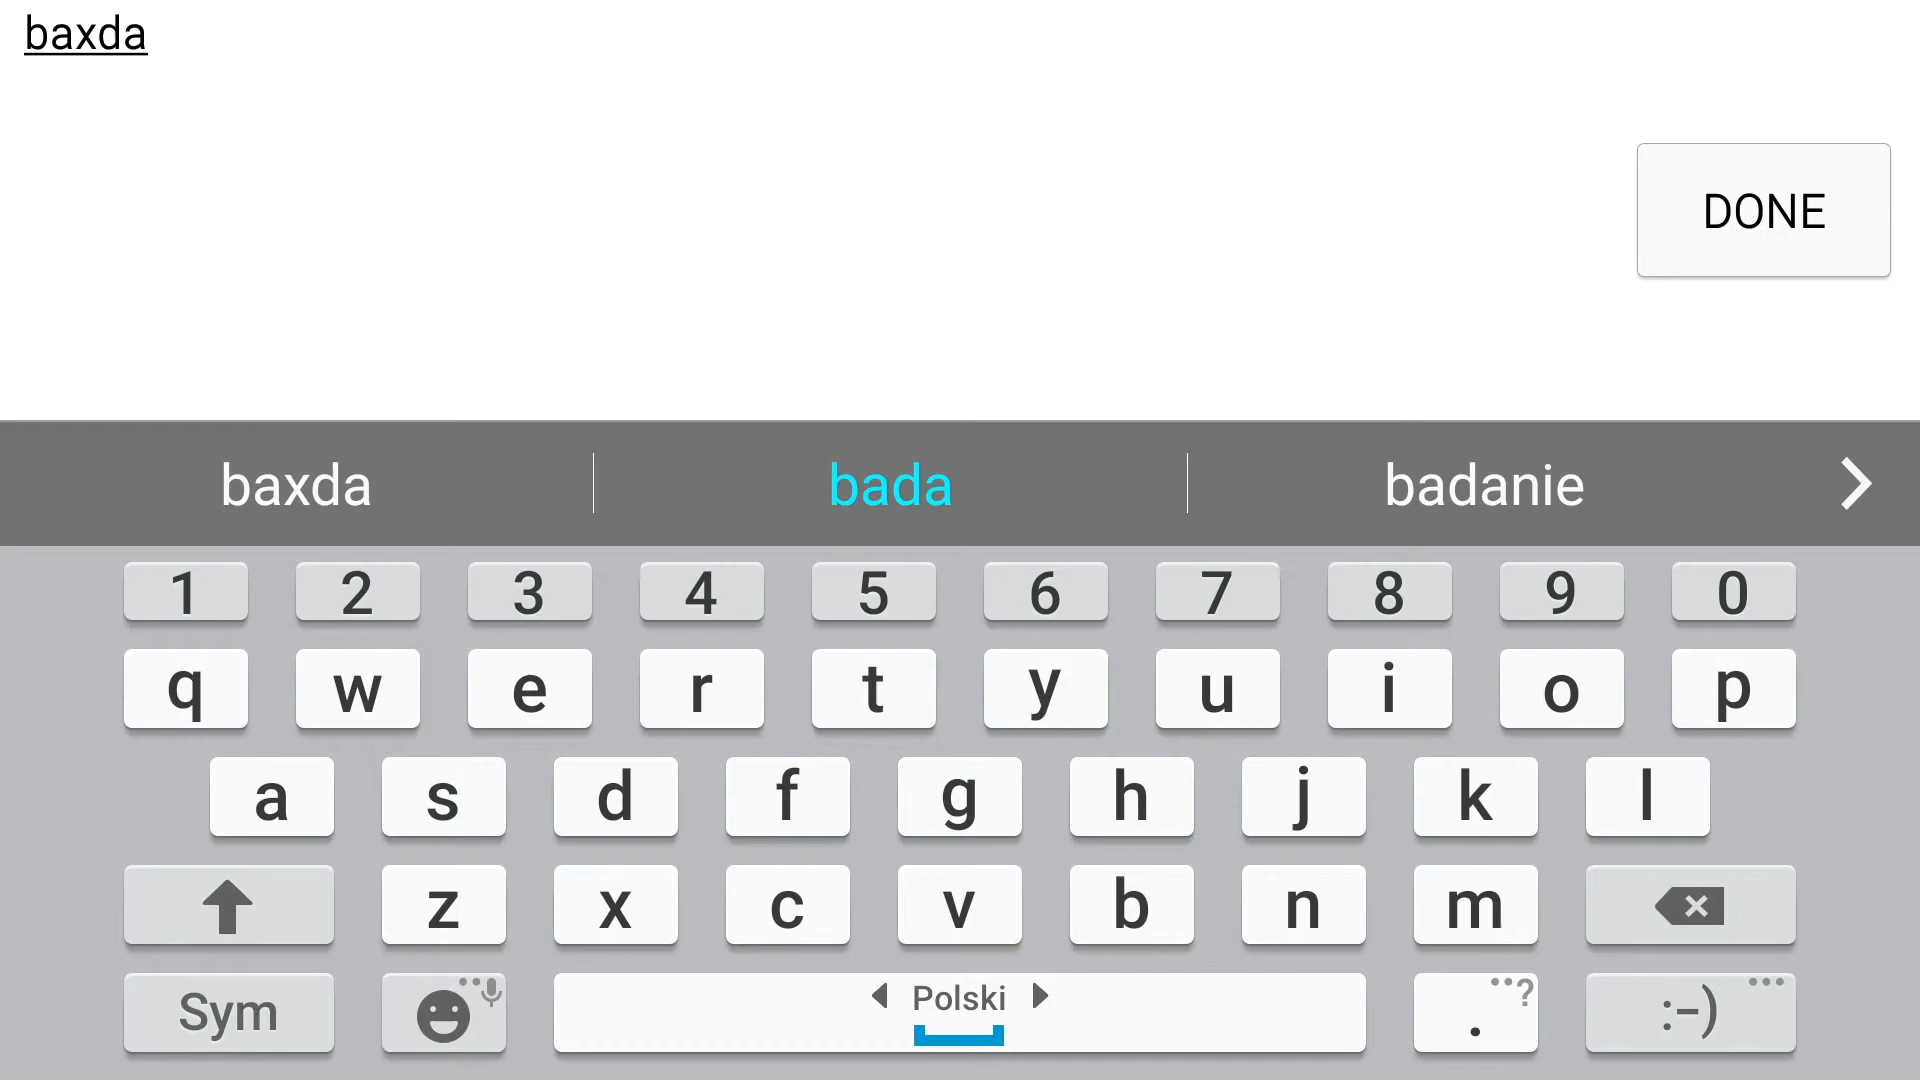 baxda
DONE
baxda bada badanie
1 2 3 4 5 6 7 8 9 0
q w e r t y u i o p
a s d f g h j k l
z x c v b n m
Sym Polski . ? :-)